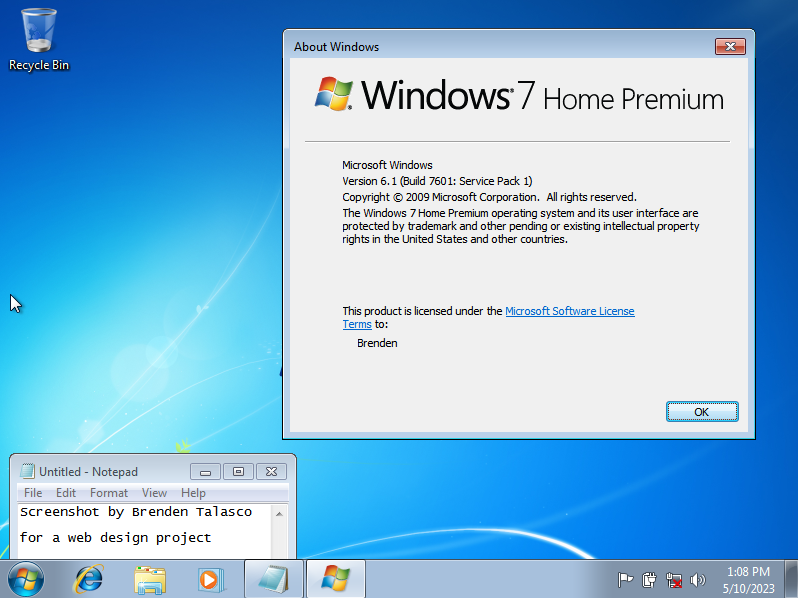 Recycle Bin
About Windows
Windows 7 Home Premium
Microsoft Windows
Version 6.1 (Build 7601: Service Pack 1)
Copyright © 2009 Microsoft Corporation. All rights reserved.
The Windows 7 Home Premium operating system and its user interface are
protected by trademark and other pending or existing intellectual property
rights in the United States and other countries.
This product is licensed under the Microsoft Software License
Terms to:
Brenden
OK
Untitled - Notepad
File Edit Format View Help
Screenshot by Brenden Talasco
for a web design project
1:08 PM
5/10/2023